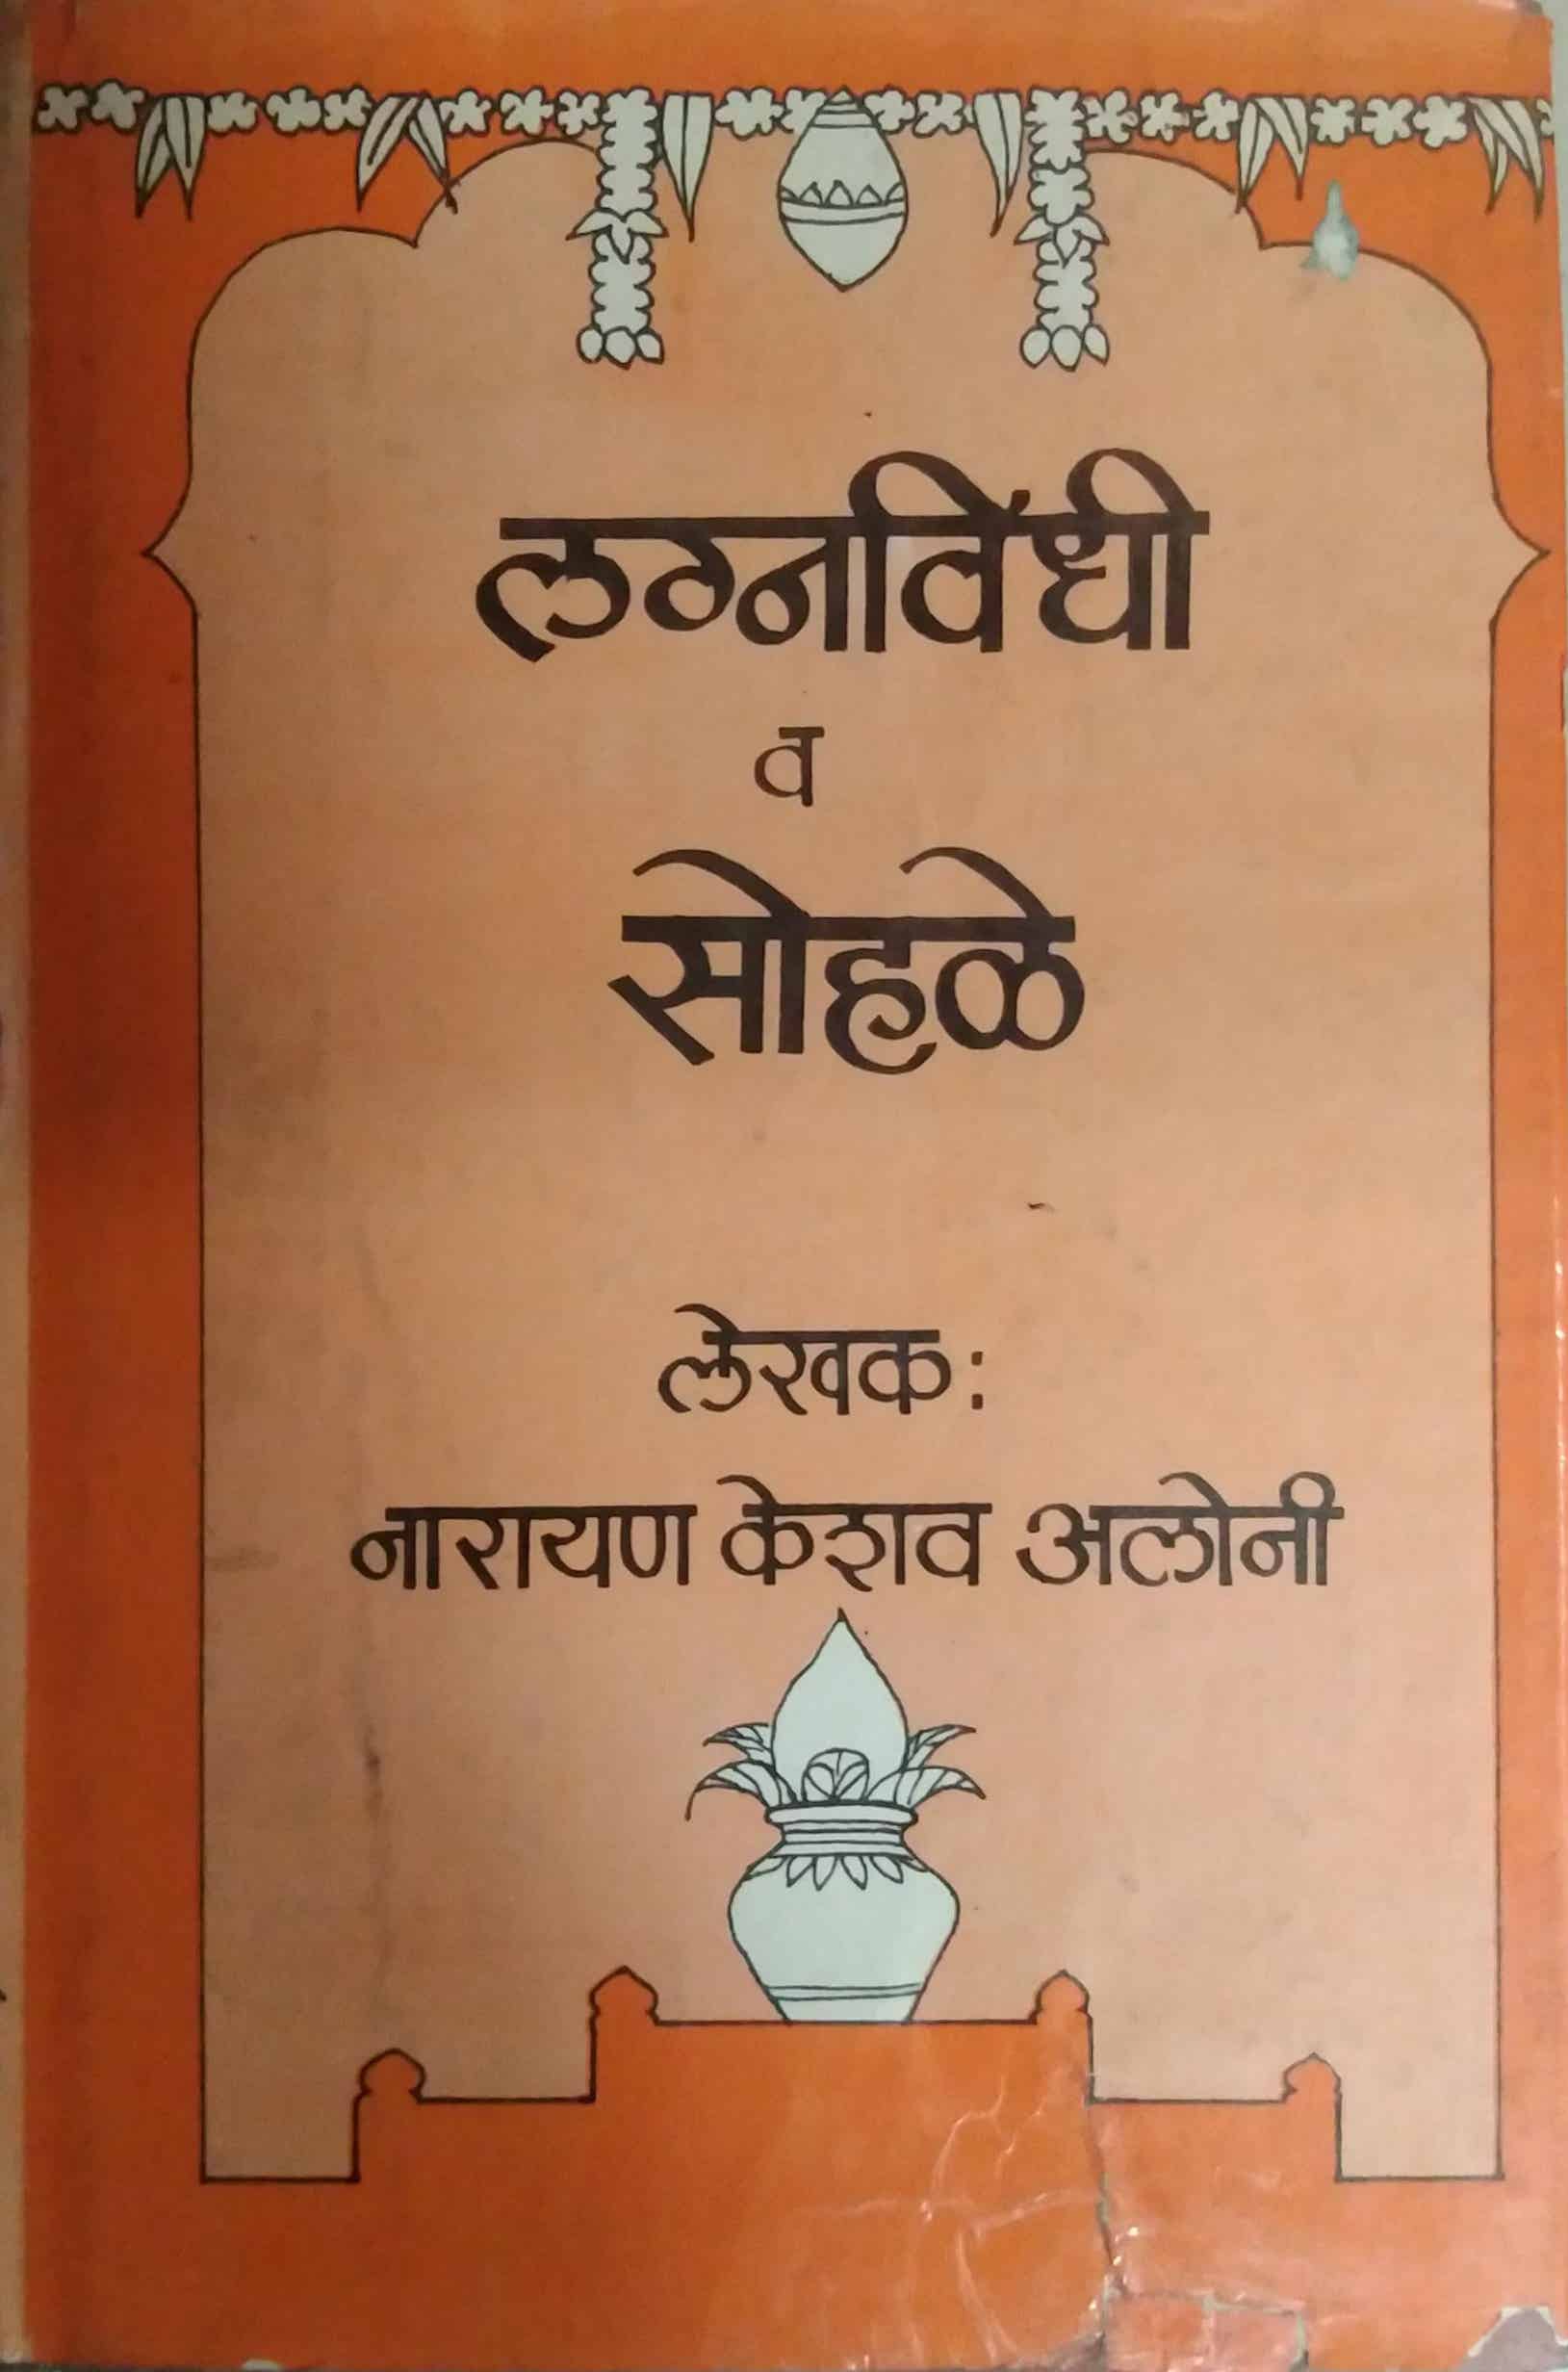 लग्नविंधी
व
सोहळे
लेखक:
नारायण केशव अलोनी